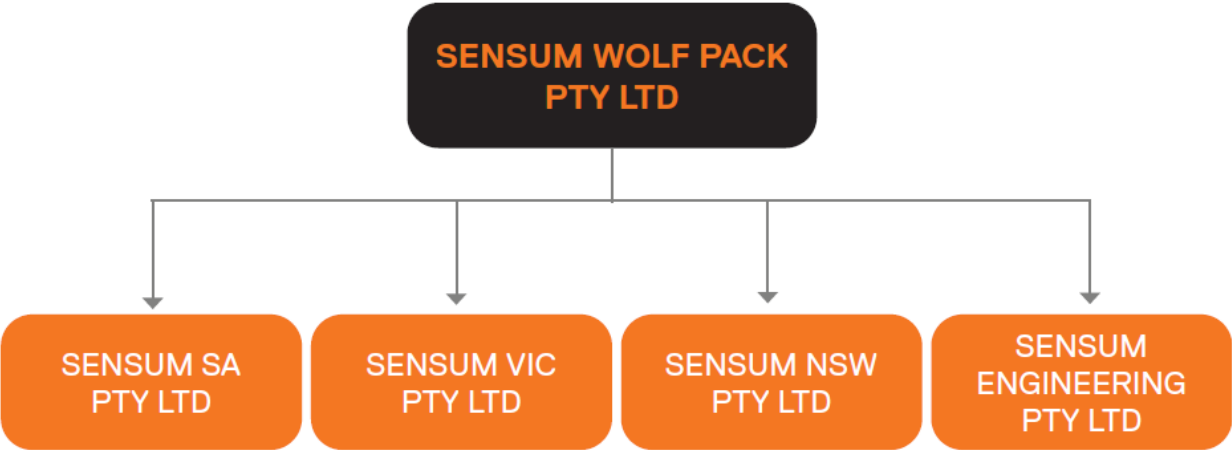 SENSUM WOLF PACK
PTY LTD
SENSUM SA
PTY LTD
SENSUM VIC
PTY LTD
SENSUM NSW
PTY LTD
SENSUM
ENGINEERING
PTY LTD